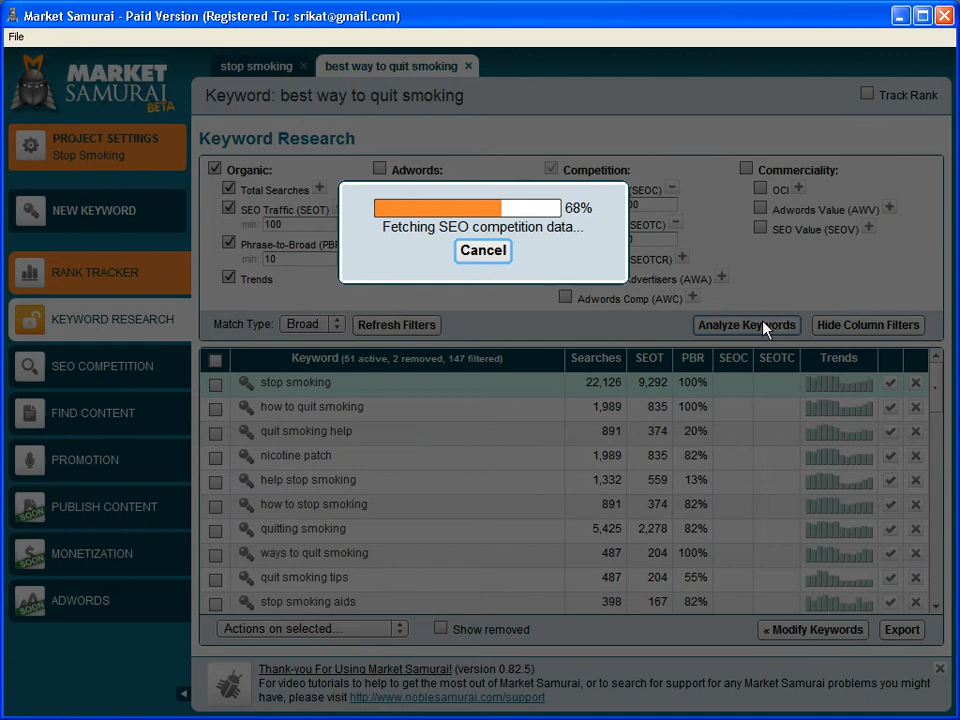 Market Samurai - Paid Version (Registered To: srikat@gmail.com)
File
MARKET SAMURAI BETA
stop smoking ×
best way to quit smoking ×
Keyword: best way to quit smoking
Track Rank
PROJECT SETTINGS
Stop Smoking
NEW KEYWORD
RANK TRACKER
KEYWORD RESEARCH
SEO COMPETITION
FIND CONTENT
PROMOTION
PUBLISH CONTENT
SOON
MONETIZATION
SOON
ADWORDS
SOON
Keyword Research
Organic:
Adwords:
Competition:
Commerciality:
Total Searches +
(SEOC) −
OCI +
SEO Traffic (SEOT)
00
Adwords Value (AWV) +
min: 100
SEOTC) −
SEO Value (SEOV) +
Phrase-to-Broad (PBR
min: 10
SEOTCR) +
Trends
dvertisers (AWA) +
Adwords Comp (AWC) +
68%
Fetching SEO competition data...
Cancel
Match Type: Broad
Refresh Filters
Analyze Keywords
Hide Column Filters
Keyword (51 active, 2 removed, 147 filtered) Searches SEOT PBR SEOC SEOTC Trends
stop smoking 22,126 9,292 100%
how to quit smoking 1,989 835 100%
quit smoking help 891 374 20%
nicotine patch 1,989 835 82%
help stop smoking 1,332 559 13%
how to stop smoking 891 374 82%
quitting smoking 5,425 2,278 82%
ways to quit smoking 487 204 100%
quit smoking tips 487 204 55%
stop smoking aids 398 167 82%
Actions on selected...
Show removed
« Modify Keywords
Export
Thank-you For Using Market Samurai! (version 0.82.5)
For video tutorials to help to get the most out of Market Samurai, or to search for support for any Market Samurai problems you might
have, please visit http://www.noblesamurai.com/support